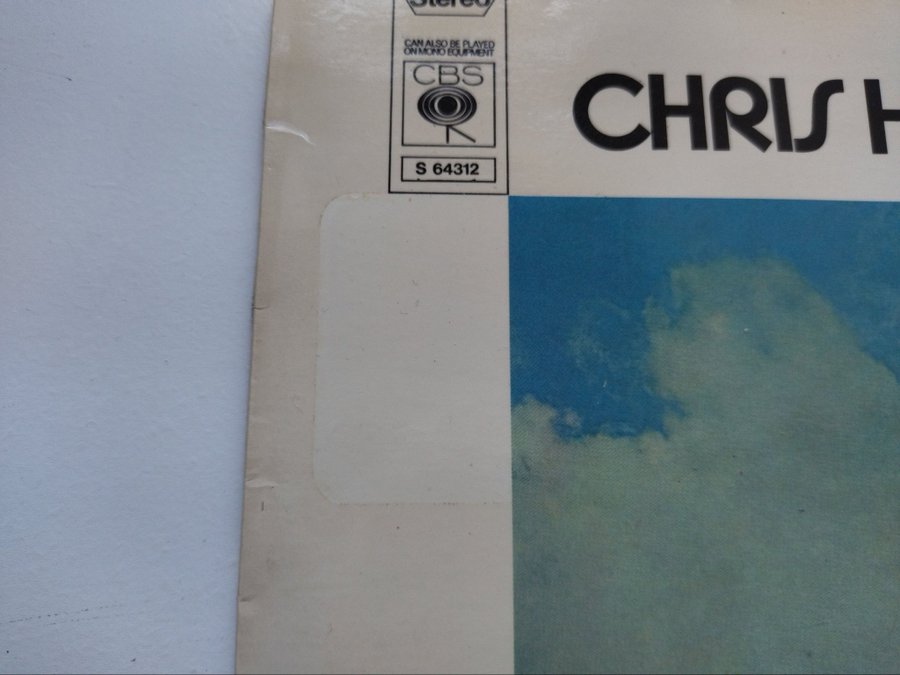 Stereo
CAN ALSO BE PLAYED
ON MONO EQUIPMENT
CBS
S 64312
CHRIS H